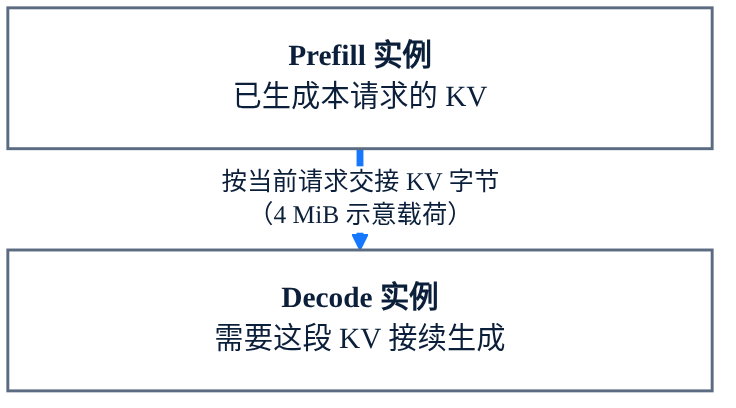 Prefill 实例
已生成本请求的 KV
按当前请求交接 KV 字节
（4 MiB 示意载荷）
Decode 实例
需要这段 KV 接续生成